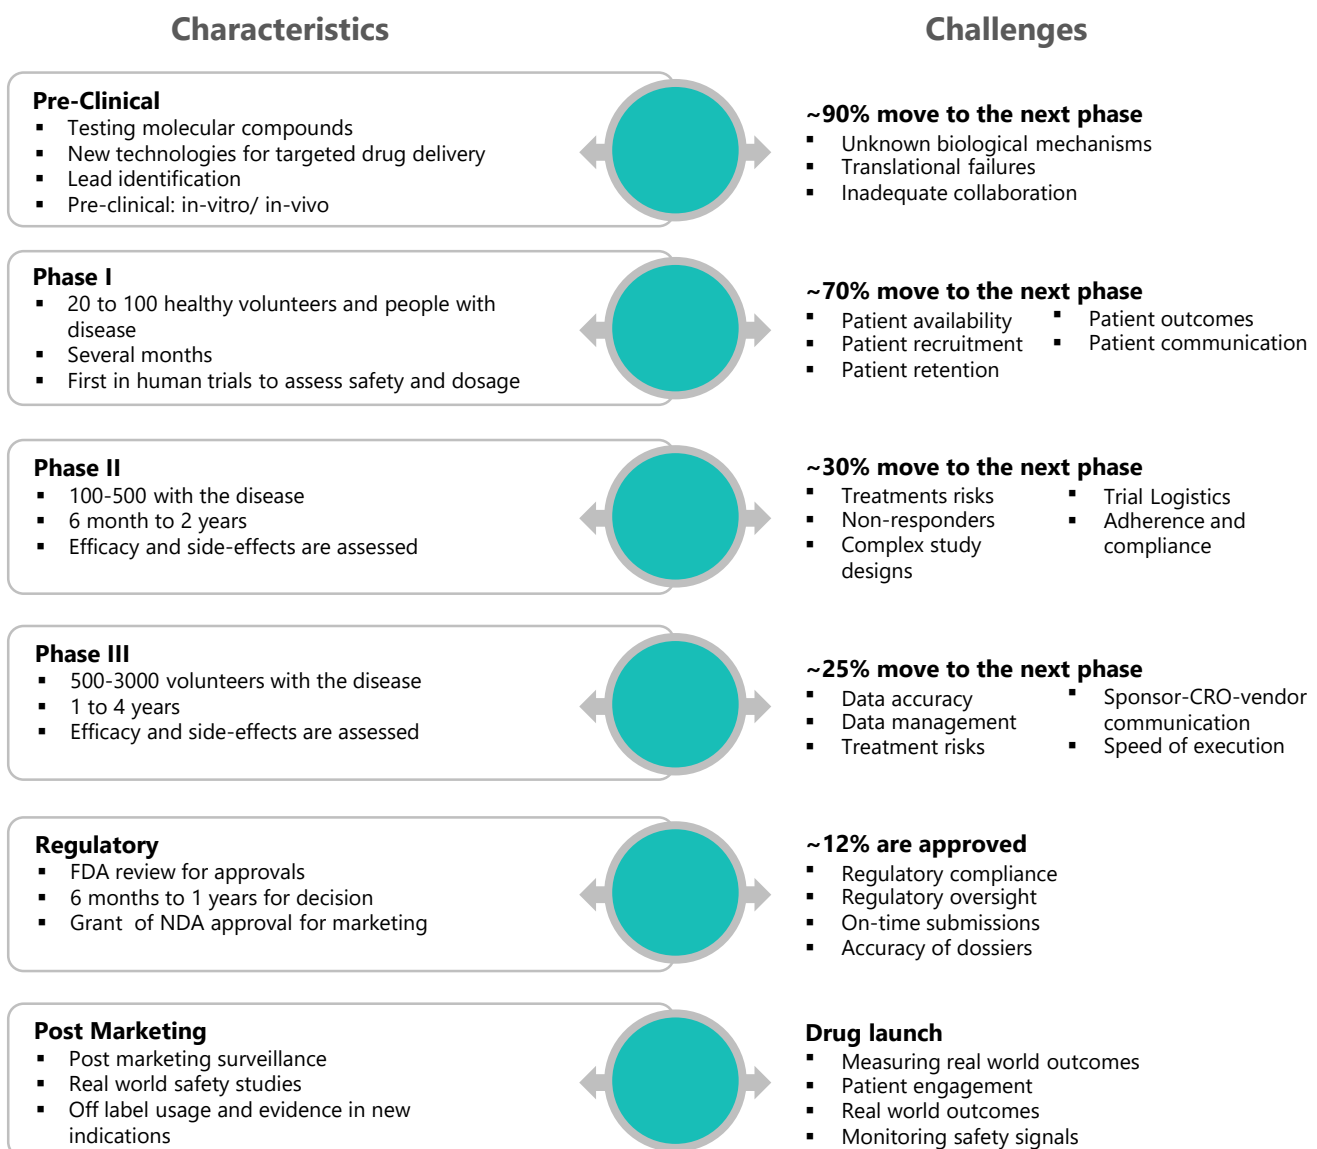 Characteristics
Challenges
Pre-Clinical
▪ Testing molecular compounds
▪ New technologies for targeted drug delivery
▪ Lead identification
▪ Pre-clinical: in-vitro/ in-vivo
~90% move to the next phase
▪ Unknown biological mechanisms
▪ Translational failures
▪ Inadequate collaboration
Phase I
▪ 20 to 100 healthy volunteers and people with
disease
▪ Several months
▪ First in human trials to assess safety and dosage
~70% move to the next phase
▪ Patient availability
▪ Patient recruitment
▪ Patient retention
▪ Patient outcomes
▪ Patient communication
Phase II
▪ 100-500 with the disease
▪ 6 month to 2 years
▪ Efficacy and side-effects are assessed
~30% move to the next phase
▪ Treatments risks
▪ Non-responders
▪ Complex study
designs
▪ Trial Logistics
▪ Adherence and
compliance
Phase III
▪ 500-3000 volunteers with the disease
▪ 1 to 4 years
▪ Efficacy and side-effects are assessed
~25% move to the next phase
▪ Data accuracy
▪ Data management
▪ Treatment risks
▪ Sponsor-CRO-vendor
communication
▪ Speed of execution
Regulatory
▪ FDA review for approvals
▪ 6 months to 1 years for decision
▪ Grant of NDA approval for marketing
~12% are approved
▪ Regulatory compliance
▪ Regulatory oversight
▪ On-time submissions
▪ Accuracy of dossiers
Post Marketing
▪ Post marketing surveillance
▪ Real world safety studies
▪ Off label usage and evidence in new
indications
Drug launch
▪ Measuring real world outcomes
▪ Patient engagement
▪ Real world outcomes
▪ Monitoring safety signals